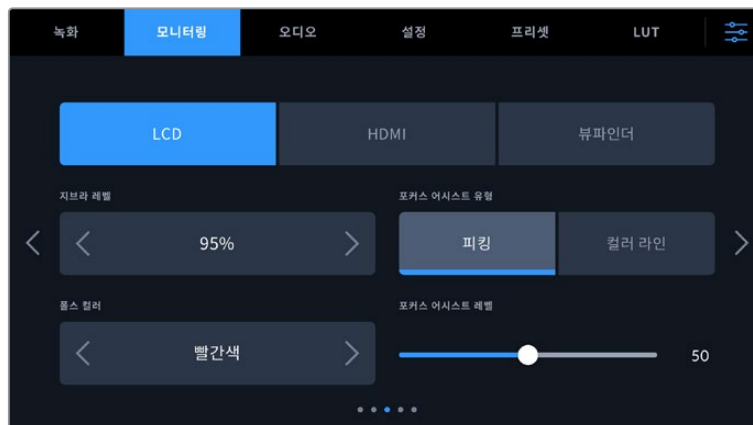 녹화 모니터링 오디오 설정 프리셋 LUT
LCD HDMI 뷰파인더
지브라 레벨 포커스 어시스트 유형
95% 피킹 컬러 라인
폴스 컬러 포커스 어시스트 레벨
빨간색 50